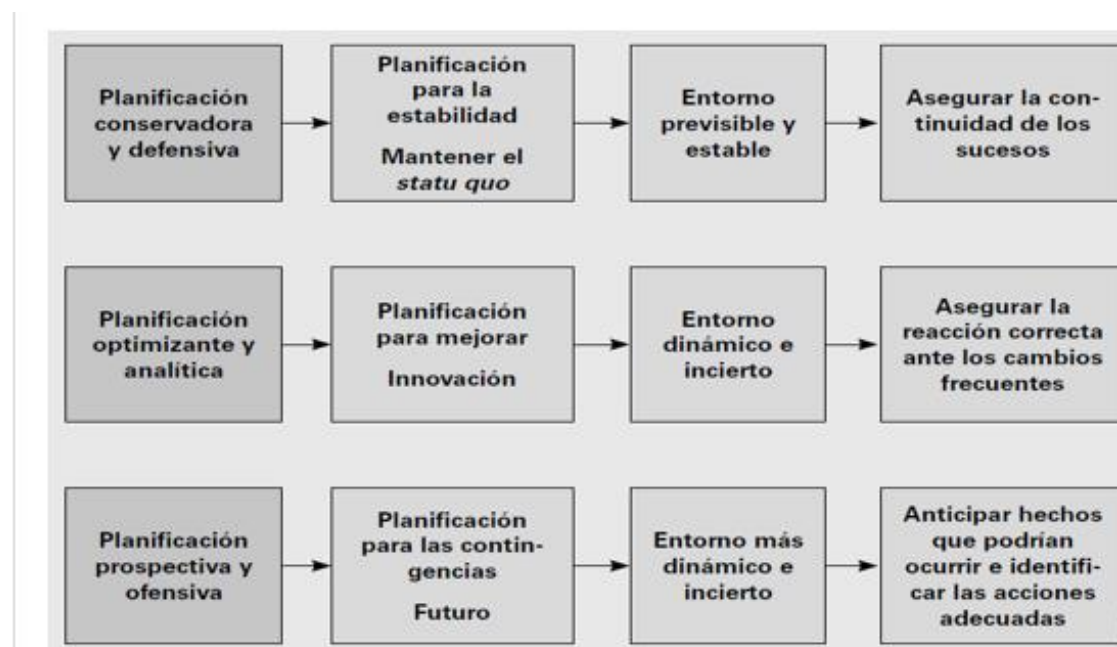 Planificación
conservadora
y defensiva
Planificación
para la
estabilidad
Mantener el
statu quo
Entorno
previsible y
estable
Asegurar la con-
tinuidad de los
sucesos
Planificación
optimizante y
analítica
Planificación
para mejorar
Innovación
Entorno
dinámico e
incierto
Asegurar la
reacción correcta
ante los cambios
frecuentes
Planificación
prospectiva y
ofensiva
Planificación
para las contin-
gencias
Futuro
Entorno más
dinámico e
incierto
Anticipar hechos
que podrían
ocurrir e identifi-
car las acciones
adecuadas